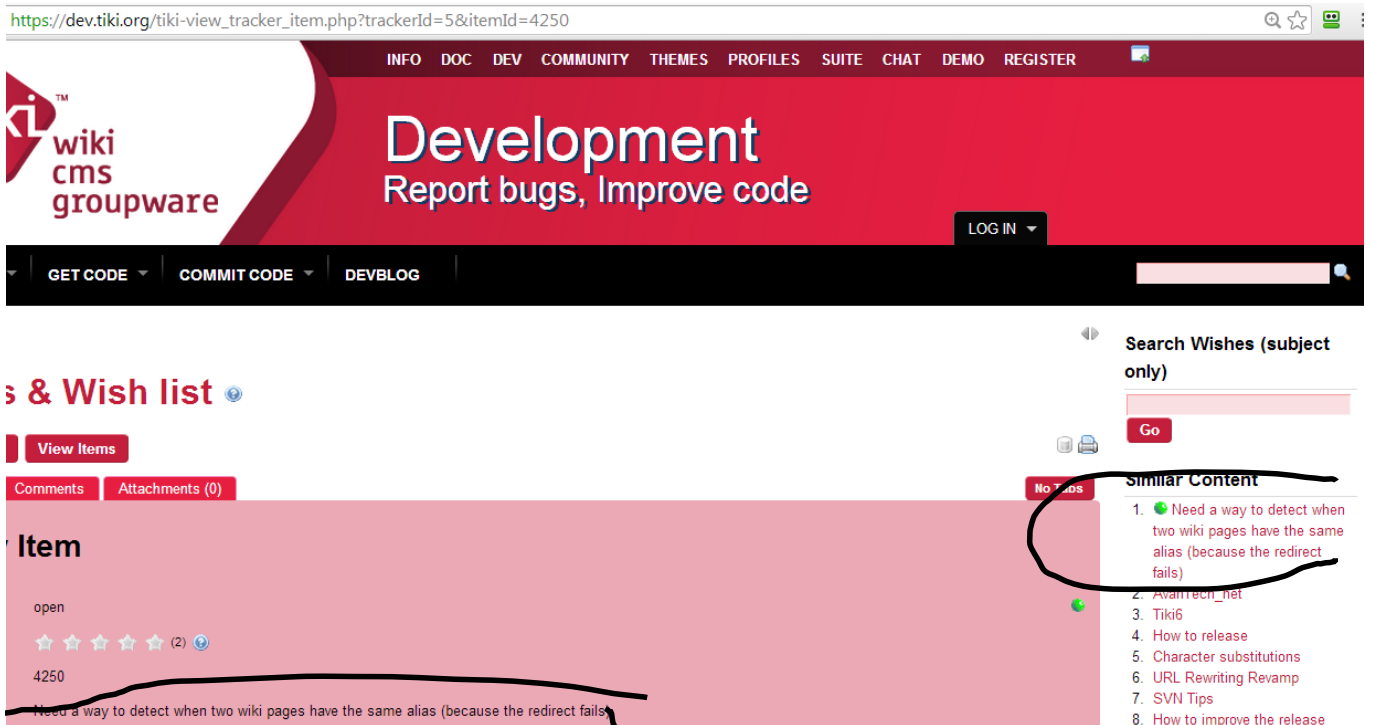 https://dev.tiki.org/tiki-view_tracker_item.php?trackerId=5&itemId=4250
INFO DOC DEV COMMUNITY THEMES PROFILES SUITE CHAT DEMO REGISTER
TM
wiki
cms
groupware
Development
Report bugs, Improve code
LOG IN
GET CODE COMMIT CODE DEVBLOG
s & Wish list
View Items
Comments Attachments (0)
No Tabs
Item
open
(2)
4250
Need a way to detect when two wiki pages have the same alias (because the redirect fails)
Search Wishes (subject
only)
Go
Similar Content
1. Need a way to detect when
two wiki pages have the same
alias (because the redirect
fails)
2. AvanTech_net
3. Tiki6
4. How to release
5. Character substitutions
6. URL Rewriting Revamp
7. SVN Tips
8. How to improve the release